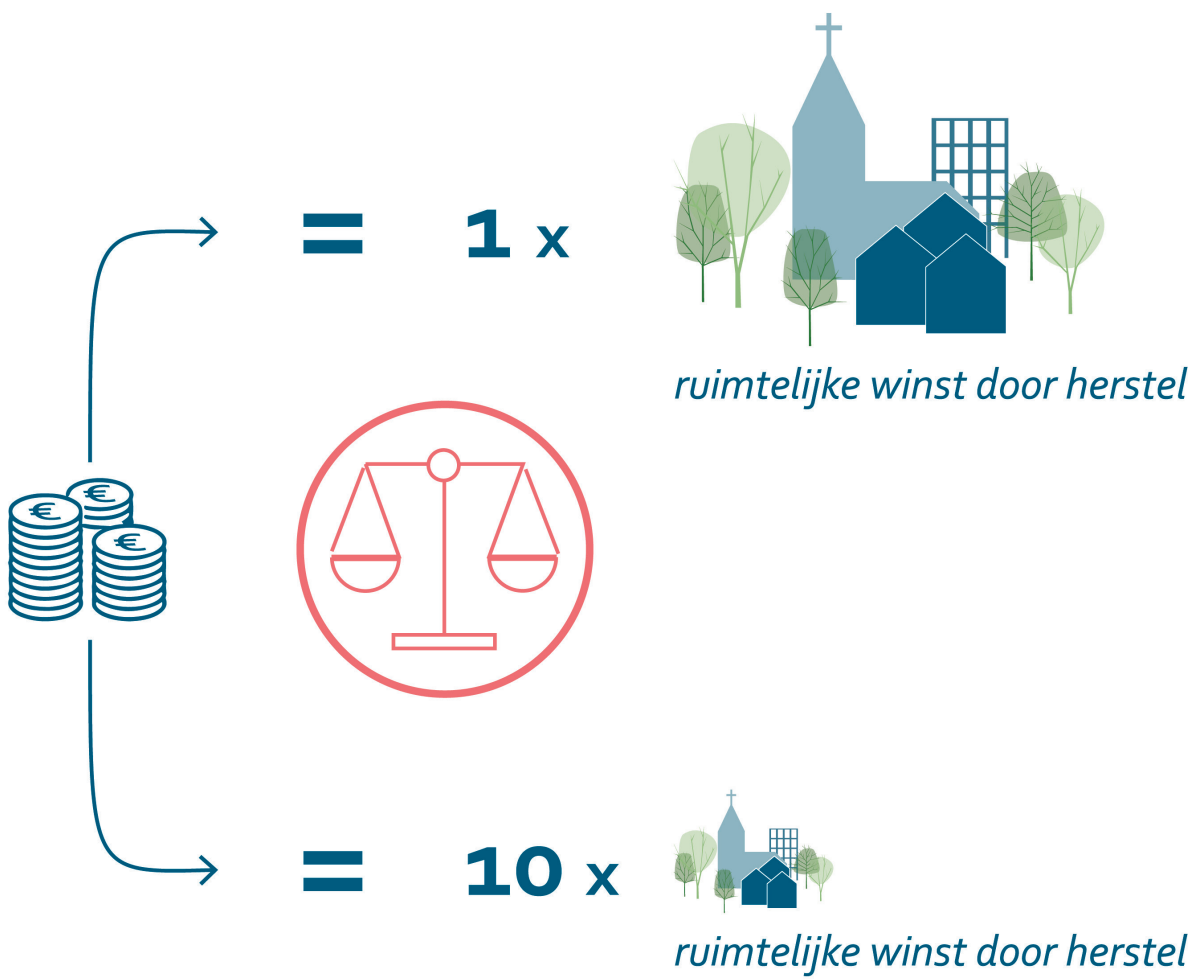 = 1 x
ruimtelijke winst door herstel
€
€
€
= 10 x
ruimtelijke winst door herstel